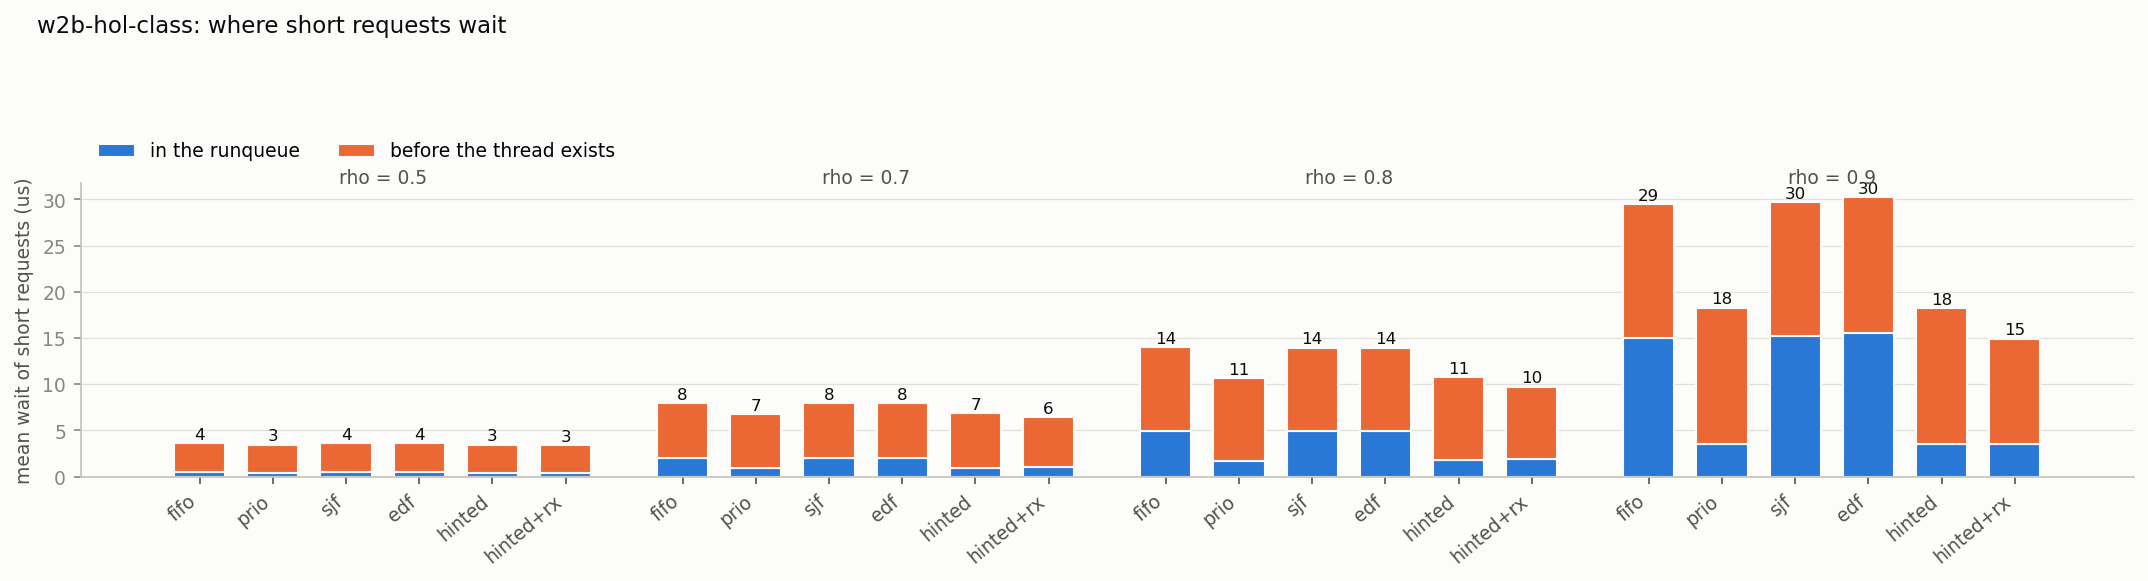 w2b-hol-class: where short requests wait
in the runqueue
before the thread exists
rho = 0.5
rho = 0.7
rho = 0.8
rho = 0.9
mean wait of short requests (us)
30
25
20
15
10
5
0
4 3 4 4 3 3
8 7 8 8 7 6
14 11 14 14 11 10
29 18 30 30 18 15
fifo prio sjf edf hinted hinted+rx
fifo prio sjf edf hinted hinted+rx
fifo prio sjf edf hinted hinted+rx
fifo prio sjf edf hinted hinted+rx